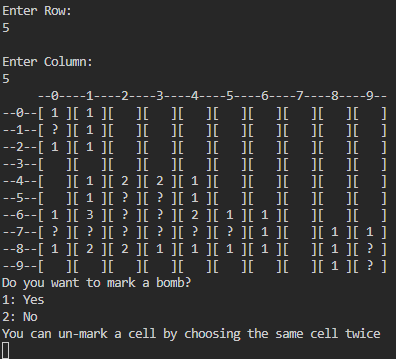 Enter Row:
5
Enter Column:
5
   --0----1----2----3----4----5----6----7----8----9--
--0--[ 1 ][ 1 ][   ][   ][   ][   ][   ][   ][   ][   ]
--1--[ ? ][ 1 ][   ][   ][   ][   ][   ][   ][   ][   ]
--2--[ 1 ][ 1 ][   ][   ][   ][   ][   ][   ][   ][   ]
--3--[   ][   ][   ][   ][   ][   ][   ][   ][   ][   ]
--4--[   ][ 1 ][ 2 ][ 2 ][ 1 ][   ][   ][   ][   ][   ]
--5--[   ][ 1 ][ ? ][ ? ][ 1 ][   ][   ][   ][   ][   ]
--6--[ 1 ][ 3 ][ ? ][ ? ][ 2 ][ 1 ][ 1 ][   ][   ][   ]
--7--[ ? ][ ? ][ ? ][ ? ][ ? ][ ? ][ 1 ][   ][ 1 ][ 1 ]
--8--[ 1 ][ 2 ][ 2 ][ 1 ][ 1 ][ 1 ][ 1 ][   ][ 1 ][ ? ]
--9--[   ][   ][   ][   ][   ][   ][   ][   ][ 1 ][ ? ]
Do you want to mark a bomb?
1: Yes
2: No
You can un-mark a cell by choosing the same cell twice